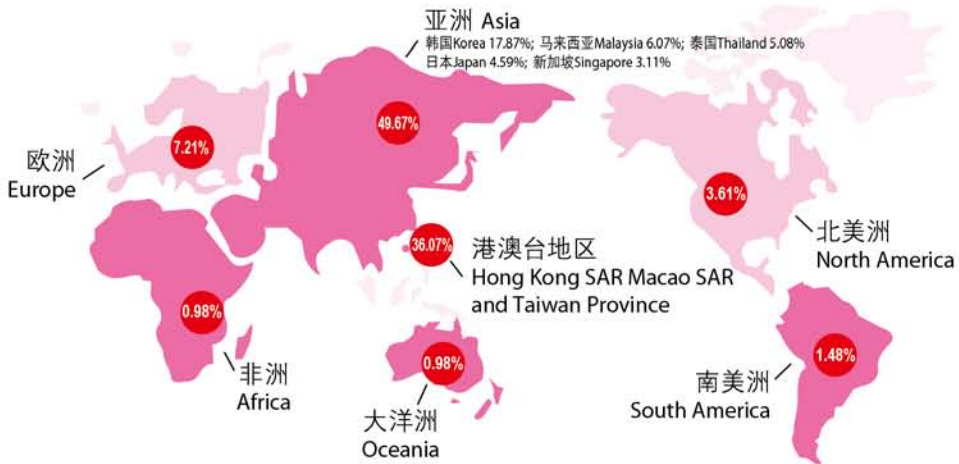 亚洲 Asia
韩国Korea 17.87%; 马来西亚Malaysia 6.07%; 泰国Thailand 5.08%
日本Japan 4.59%; 新加坡Singapore 3.11%
49.67%
7.21%
欧洲
Europe
3.61%
北美洲
North America
36.07%
港澳台地区
Hong Kong SAR Macao SAR
and Taiwan Province
0.98%
非洲
Africa
0.98%
大洋洲
Oceania
1.48%
南美洲
South America